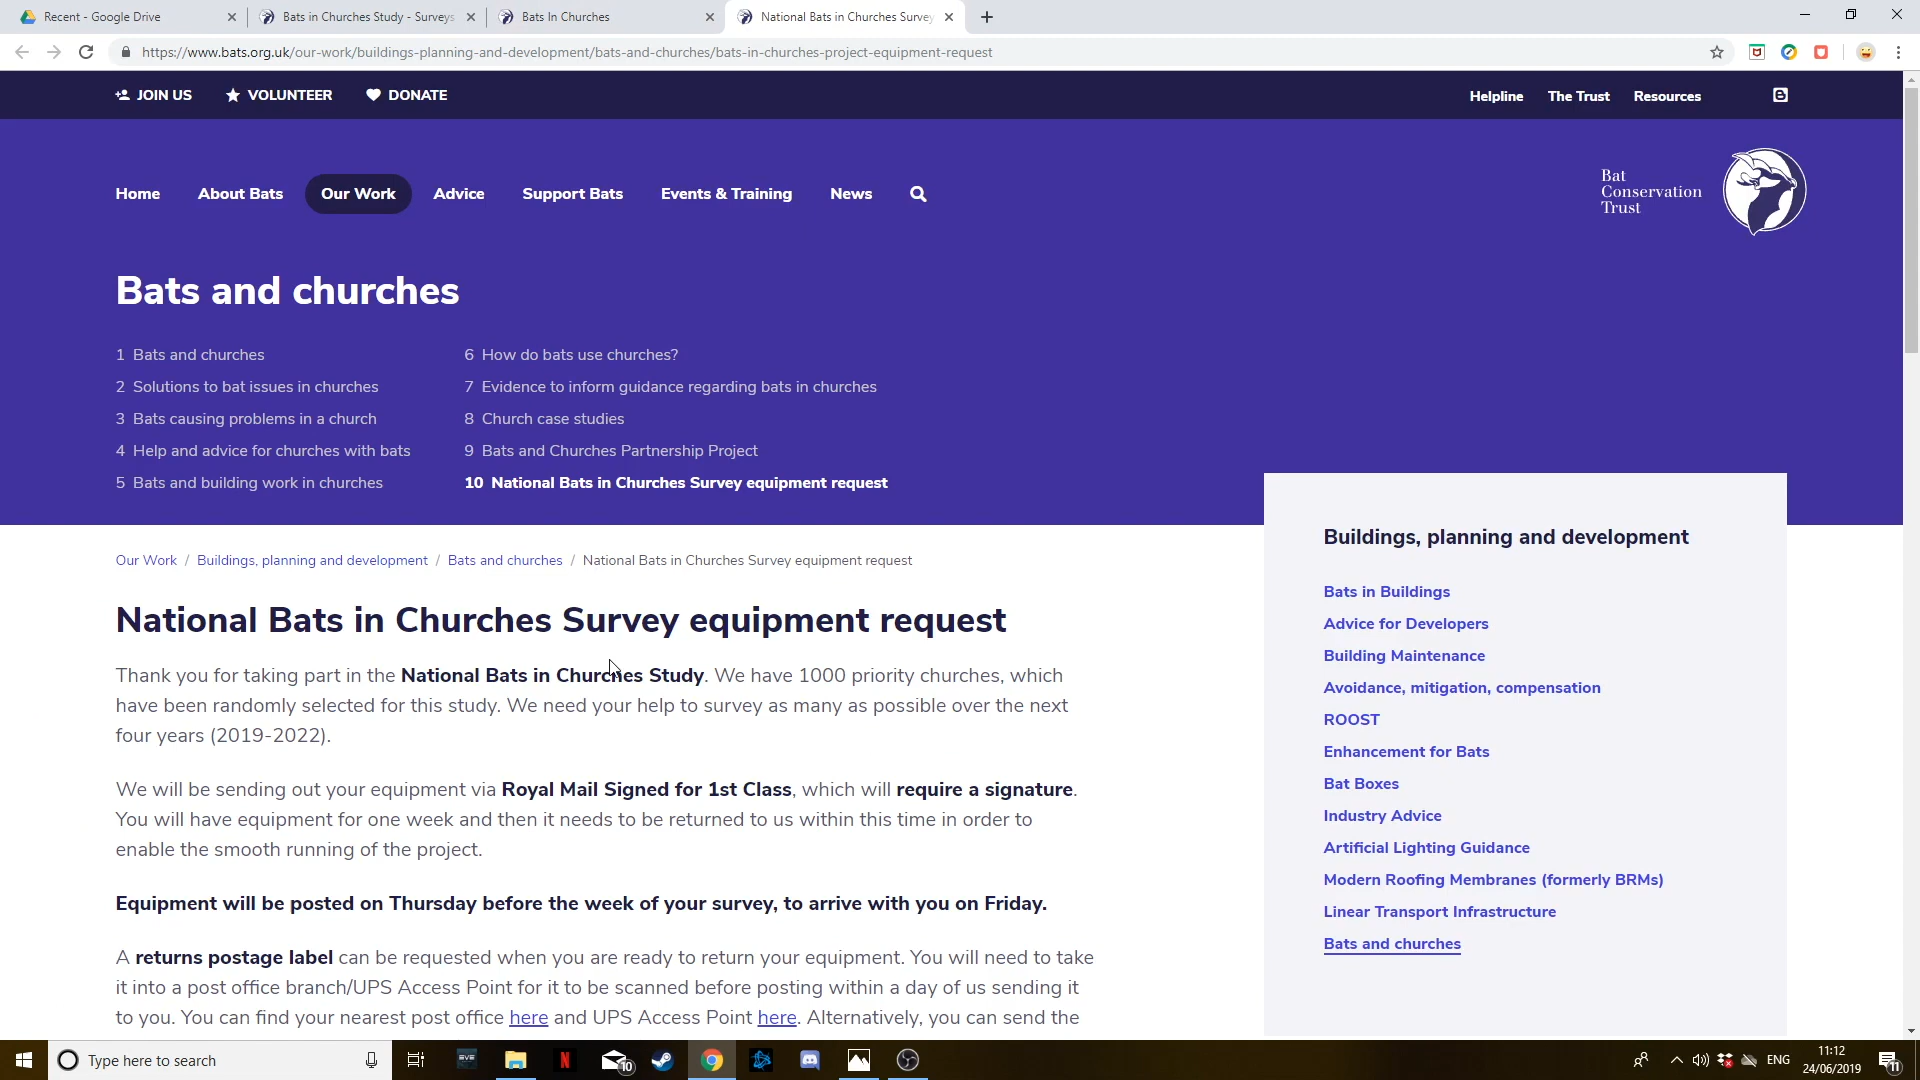 Recent - Google Drive
Bats in Churches Study - Surveys
Bats In Churches
National Bats in Churches Survey
https://www.bats.org.uk/our-work/buildings-planning-and-development/bats-and-churches/bats-in-churches-project-equipment-request
JOIN US VOLUNTEER DONATE
Helpline The Trust Resources
Home About Bats Our Work Advice Support Bats Events & Training News
Bat
Conservation
Trust
Bats and churches
1 Bats and churches
2 Solutions to bat issues in churches
3 Bats causing problems in a church
4 Help and advice for churches with bats
5 Bats and building work in churches
6 How do bats use churches?
7 Evidence to inform guidance regarding bats in churches
8 Church case studies
9 Bats and Churches Partnership Project
10 National Bats in Churches Survey equipment request
Our Work / Buildings, planning and development / Bats and churches / National Bats in Churches Survey equipment request
National Bats in Churches Survey equipment request
Thank you for taking part in the National Bats in Churches Study. We have 1000 priority churches, which
have been randomly selected for this study. We need your help to survey as many as possible over the next
four years (2019-2022).
We will be sending out your equipment via Royal Mail Signed for 1st Class, which will require a signature.
You will have equipment for one week and then it needs to be returned to us within this time in order to
enable the smooth running of the project.
Equipment will be posted on Thursday before the week of your survey, to arrive with you on Friday.
A returns postage label can be requested when you are ready to return your equipment. You will need to take
it into a post office branch/UPS Access Point for it to be scanned before posting within a day of us sending it
to you. You can find your nearest post office here and UPS Access Point here. Alternatively, you can send the
Buildings, planning and development
Bats in Buildings
Advice for Developers
Building Maintenance
Avoidance, mitigation, compensation
ROOST
Enhancement for Bats
Bat Boxes
Industry Advice
Artificial Lighting Guidance
Modern Roofing Membranes (formerly BRMs)
Linear Transport Infrastructure
Bats and churches
Type here to search
EVE
N
10
ENG
11:12
24/06/2019
11